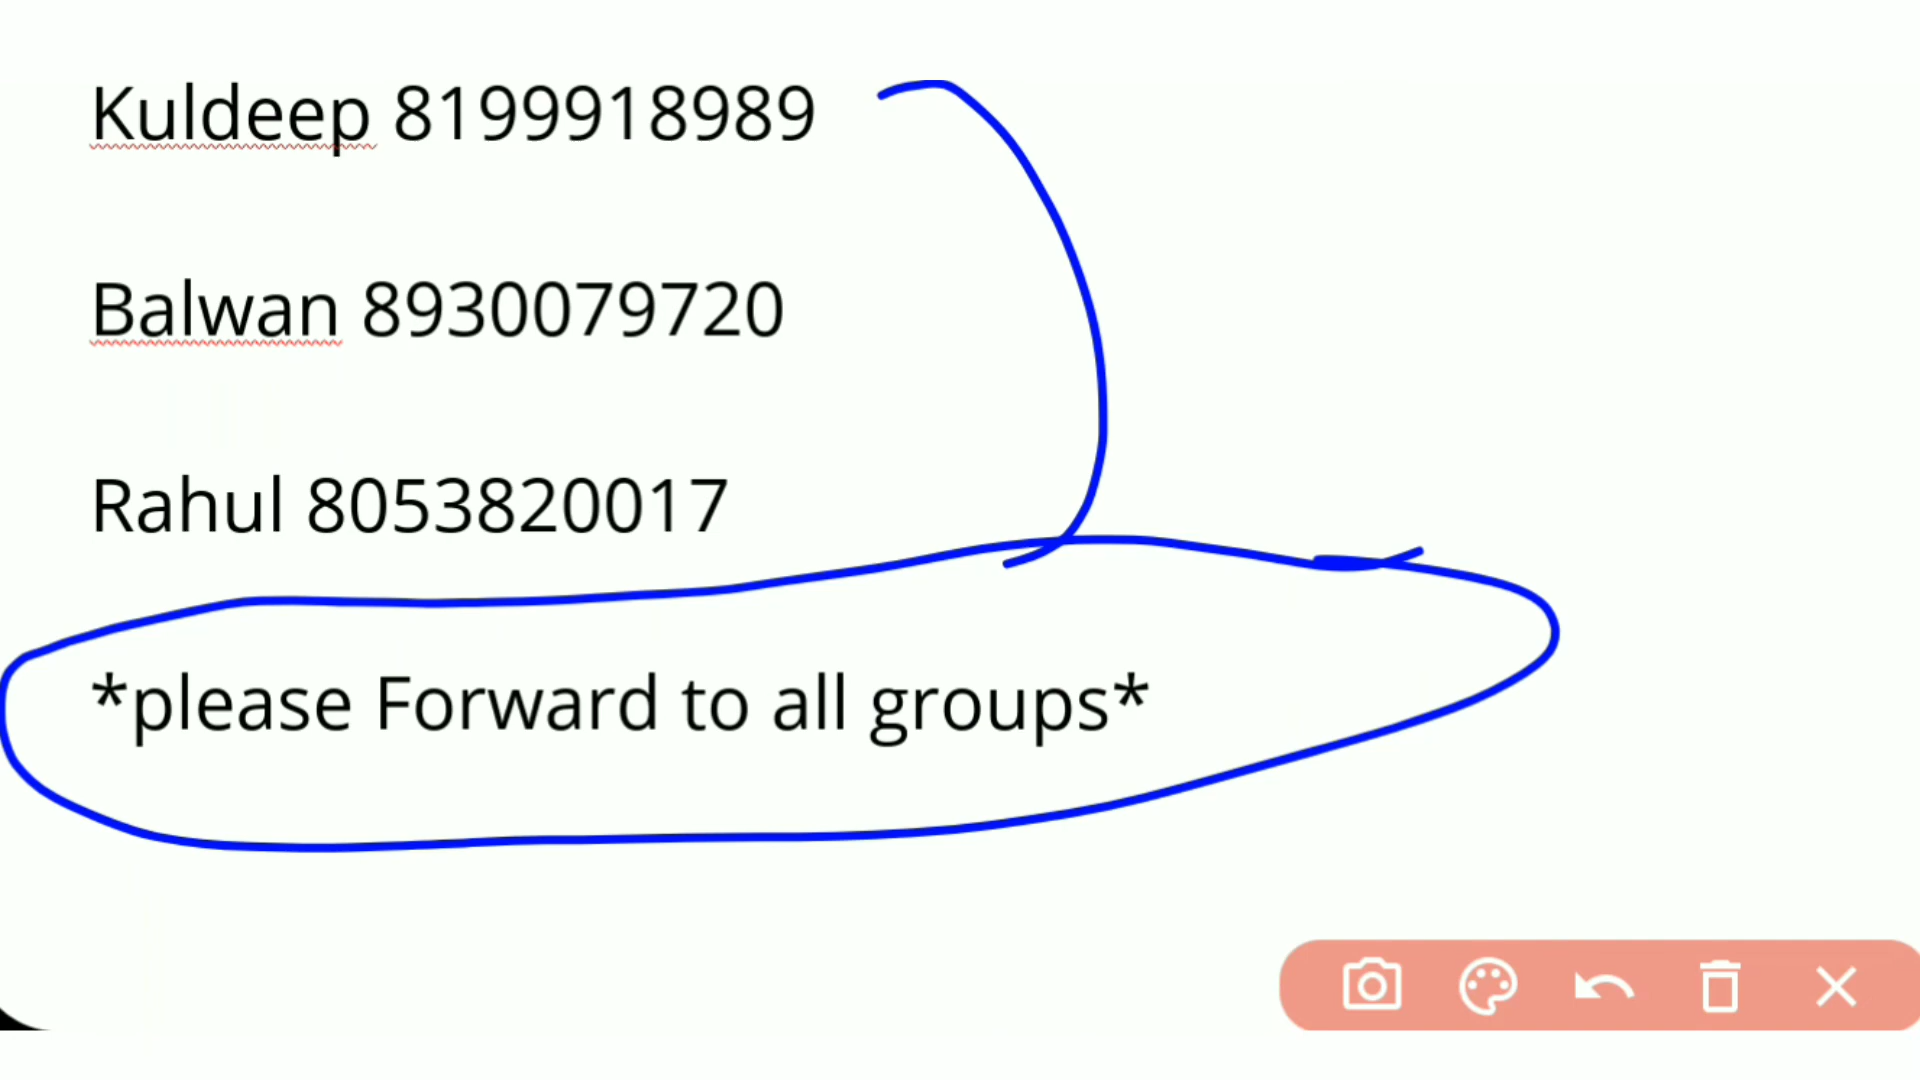 Kuldeep 8199918989
Balwan 8930079720
Rahul 8053820017
*please Forward to all groups*